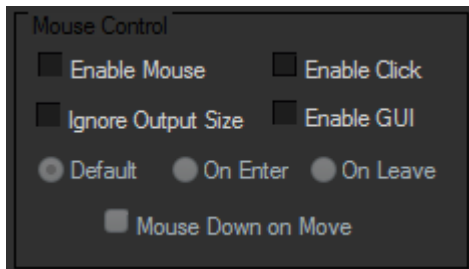 Mouse Control
Enable Mouse Enable Click
Ignore Output Size Enable GUI
Default On Enter On Leave
Mouse Down on Move